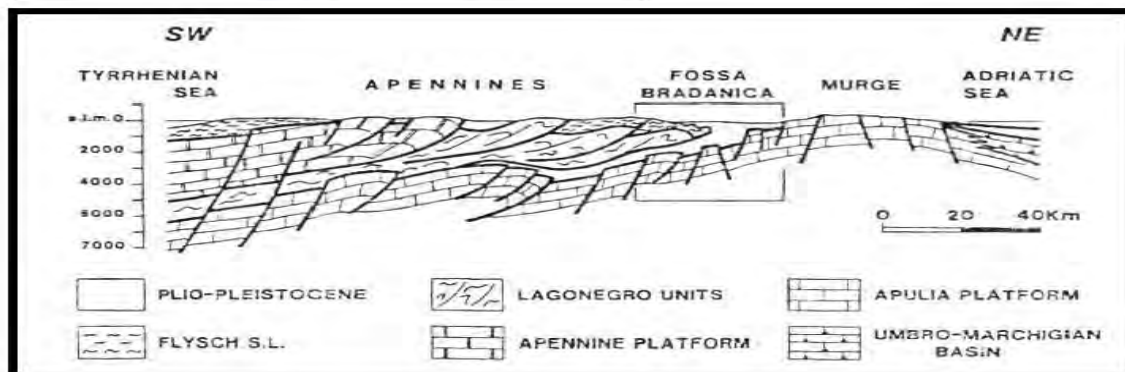 SW
NE
TYRRHENIAN
SEA
APENNINES
FOSSA
BRADANICA
MURGE
ADRIATIC
SEA
s.l.m.0
2000
4000
6000
7000
0 20 40Km
PLIO-PLEISTOCENE
LAGONEGRO UNITS
APULIA PLATFORM
FLYSCH S.L.
APENNINE PLATFORM
UMBRO-MARCHIGIAN
BASIN